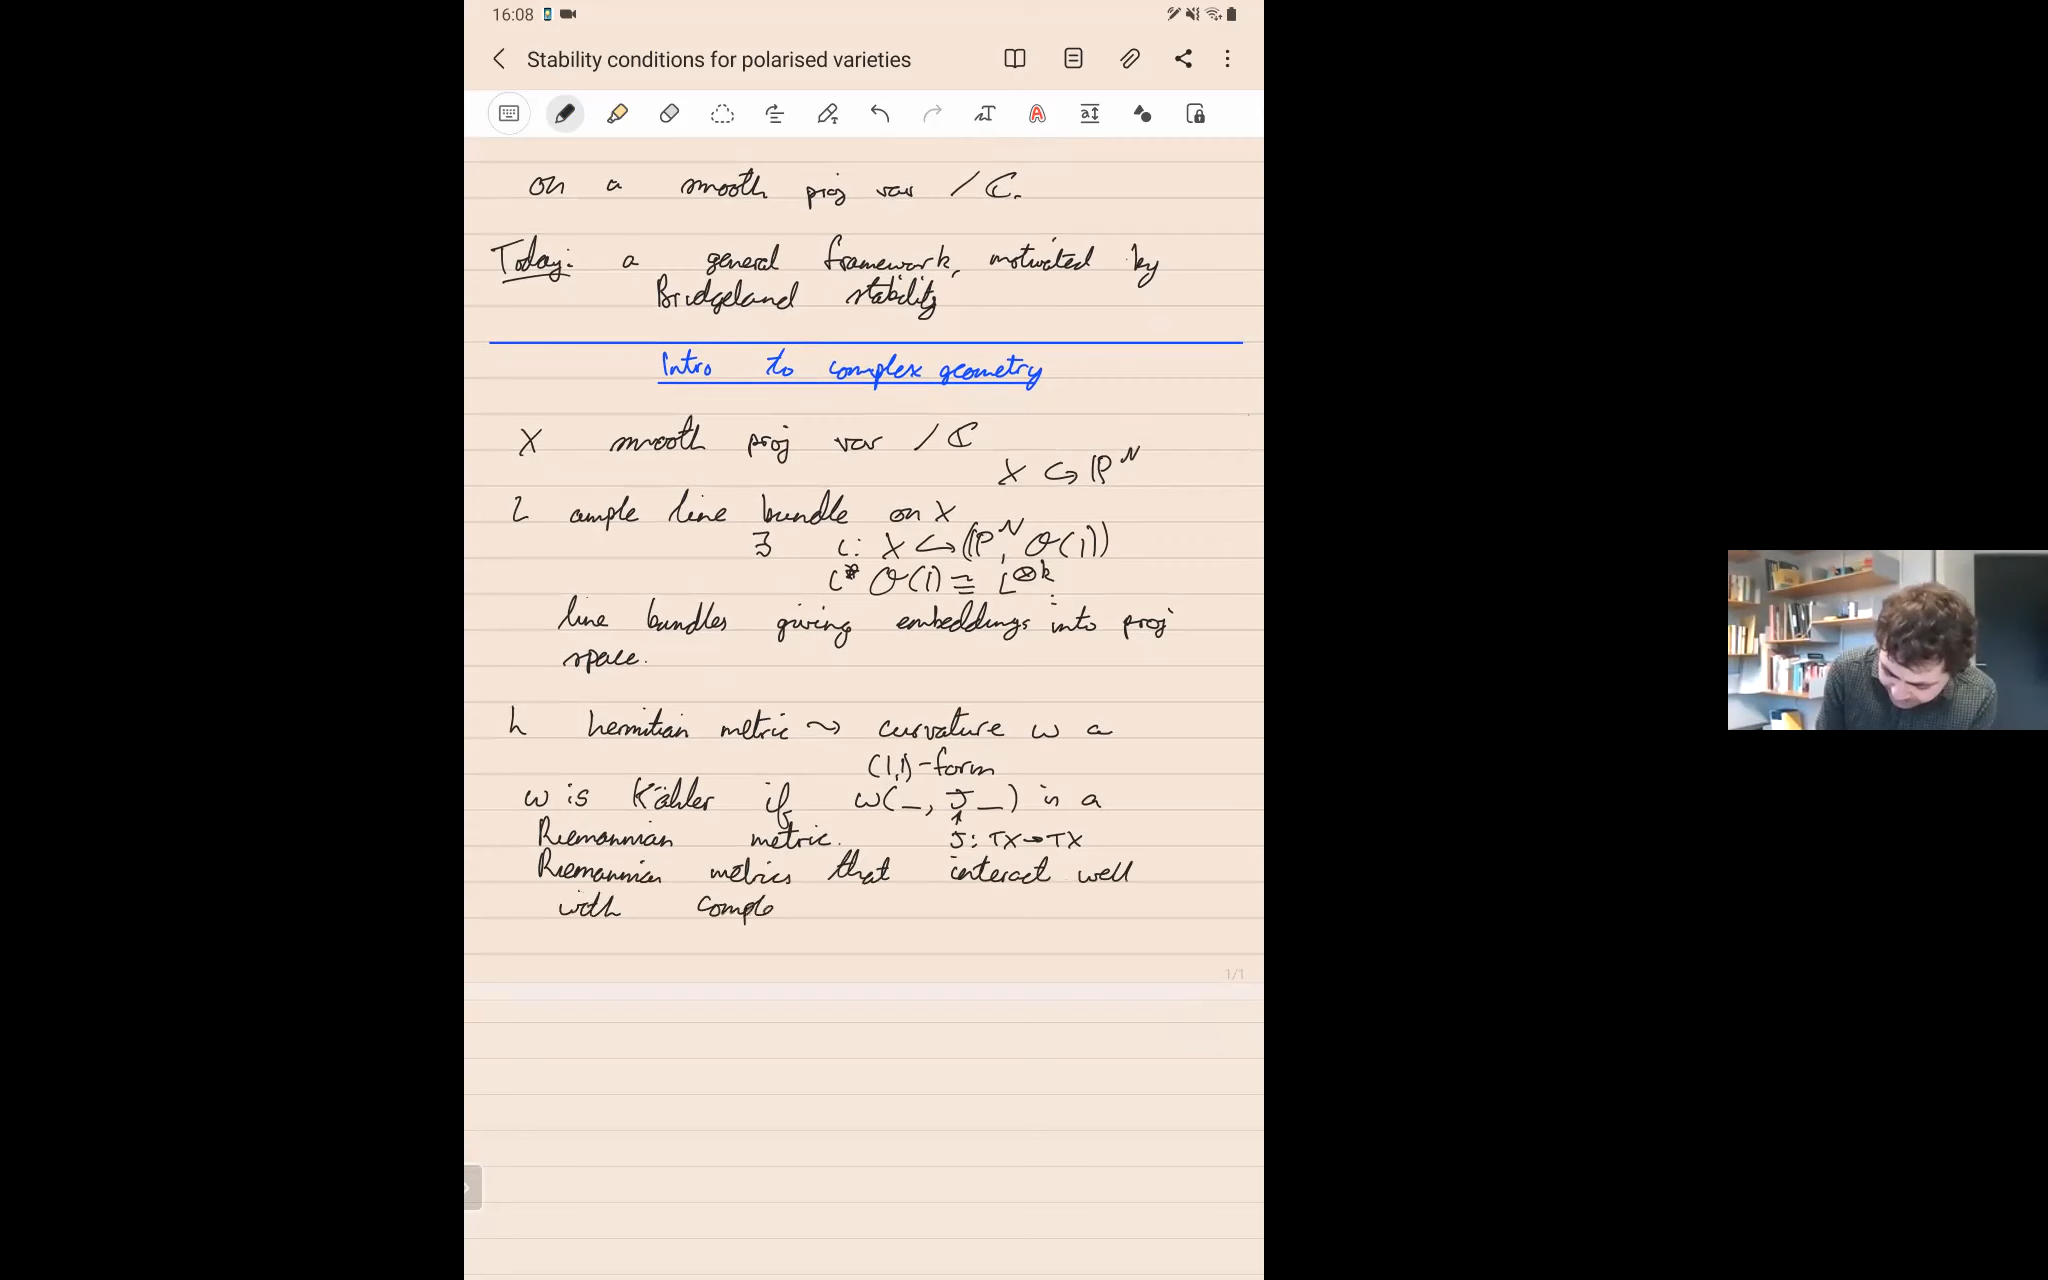 16:08
Stability conditions for polarised varieties
on a smooth proj var / ℂ.
Today: a general framework, motivated by
Bridgeland stability
Intro to complex geometry
X smooth proj var / ℂ
X ↪ ℙ^N
L ample line bundle on X
∃ ι: X ↪ (ℙ^N, O(1))
ι* O(1) ≅ L^⊗k
line bundles giving embeddings into proj
space.
h hermitian metric ⇝ curvature ω a
(1,1)-form
ω is Kähler if ω(_, J_) is a
Riemannian metric. J: TX→TX
Riemannian metrics that interact well
with comple
1/1